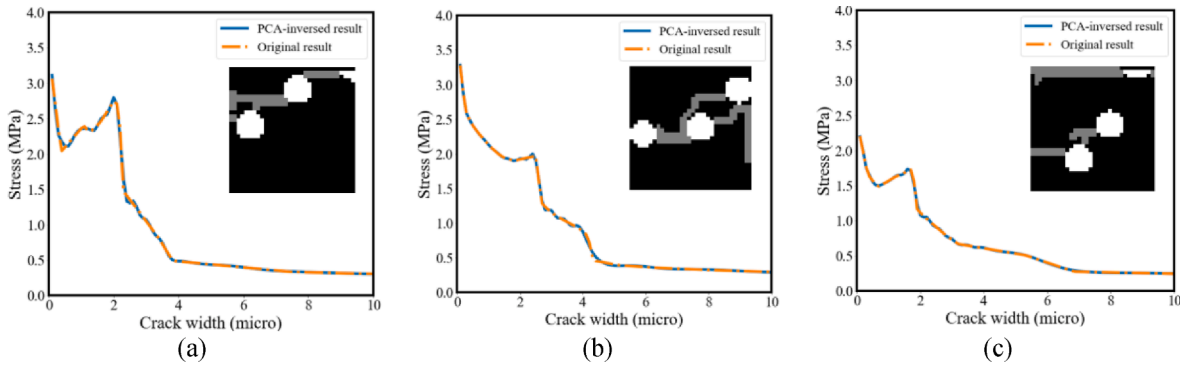 4.0
3.5
3.0
2.5
2.0
1.5
1.0
0.5
0.0
Stress (MPa)
PCA-inversed result
Original result
0 2 4 6 8 10
Crack width (micro)
(a)
4.0
3.5
3.0
2.5
2.0
1.5
1.0
0.5
0.0
Stress (MPa)
PCA-inversed result
Original result
0 2 4 6 8 10
Crack width (micro)
(b)
4.0
3.5
3.0
2.5
2.0
1.5
1.0
0.5
0.0
Stress (MPa)
PCA-inversed result
Original result
0 2 4 6 8 10
Crack width (micro)
(c)